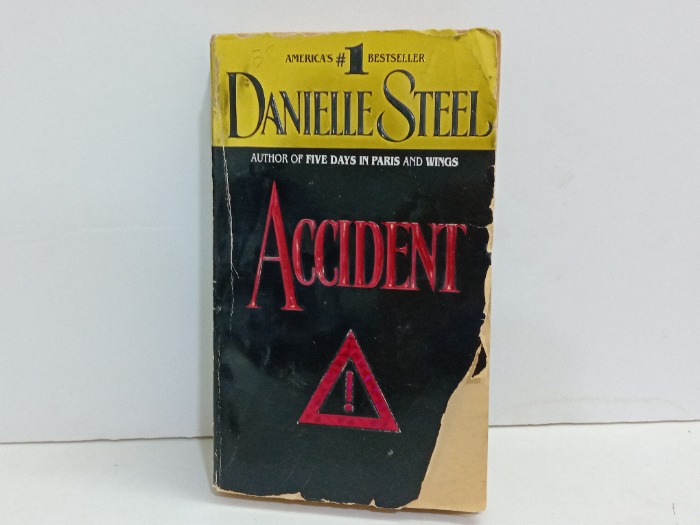 AMERICA'S #1 BESTSELLER
DANIELLE STEEL
AUTHOR OF FIVE DAYS IN PARIS AND WINGS
ACCIDENT
!